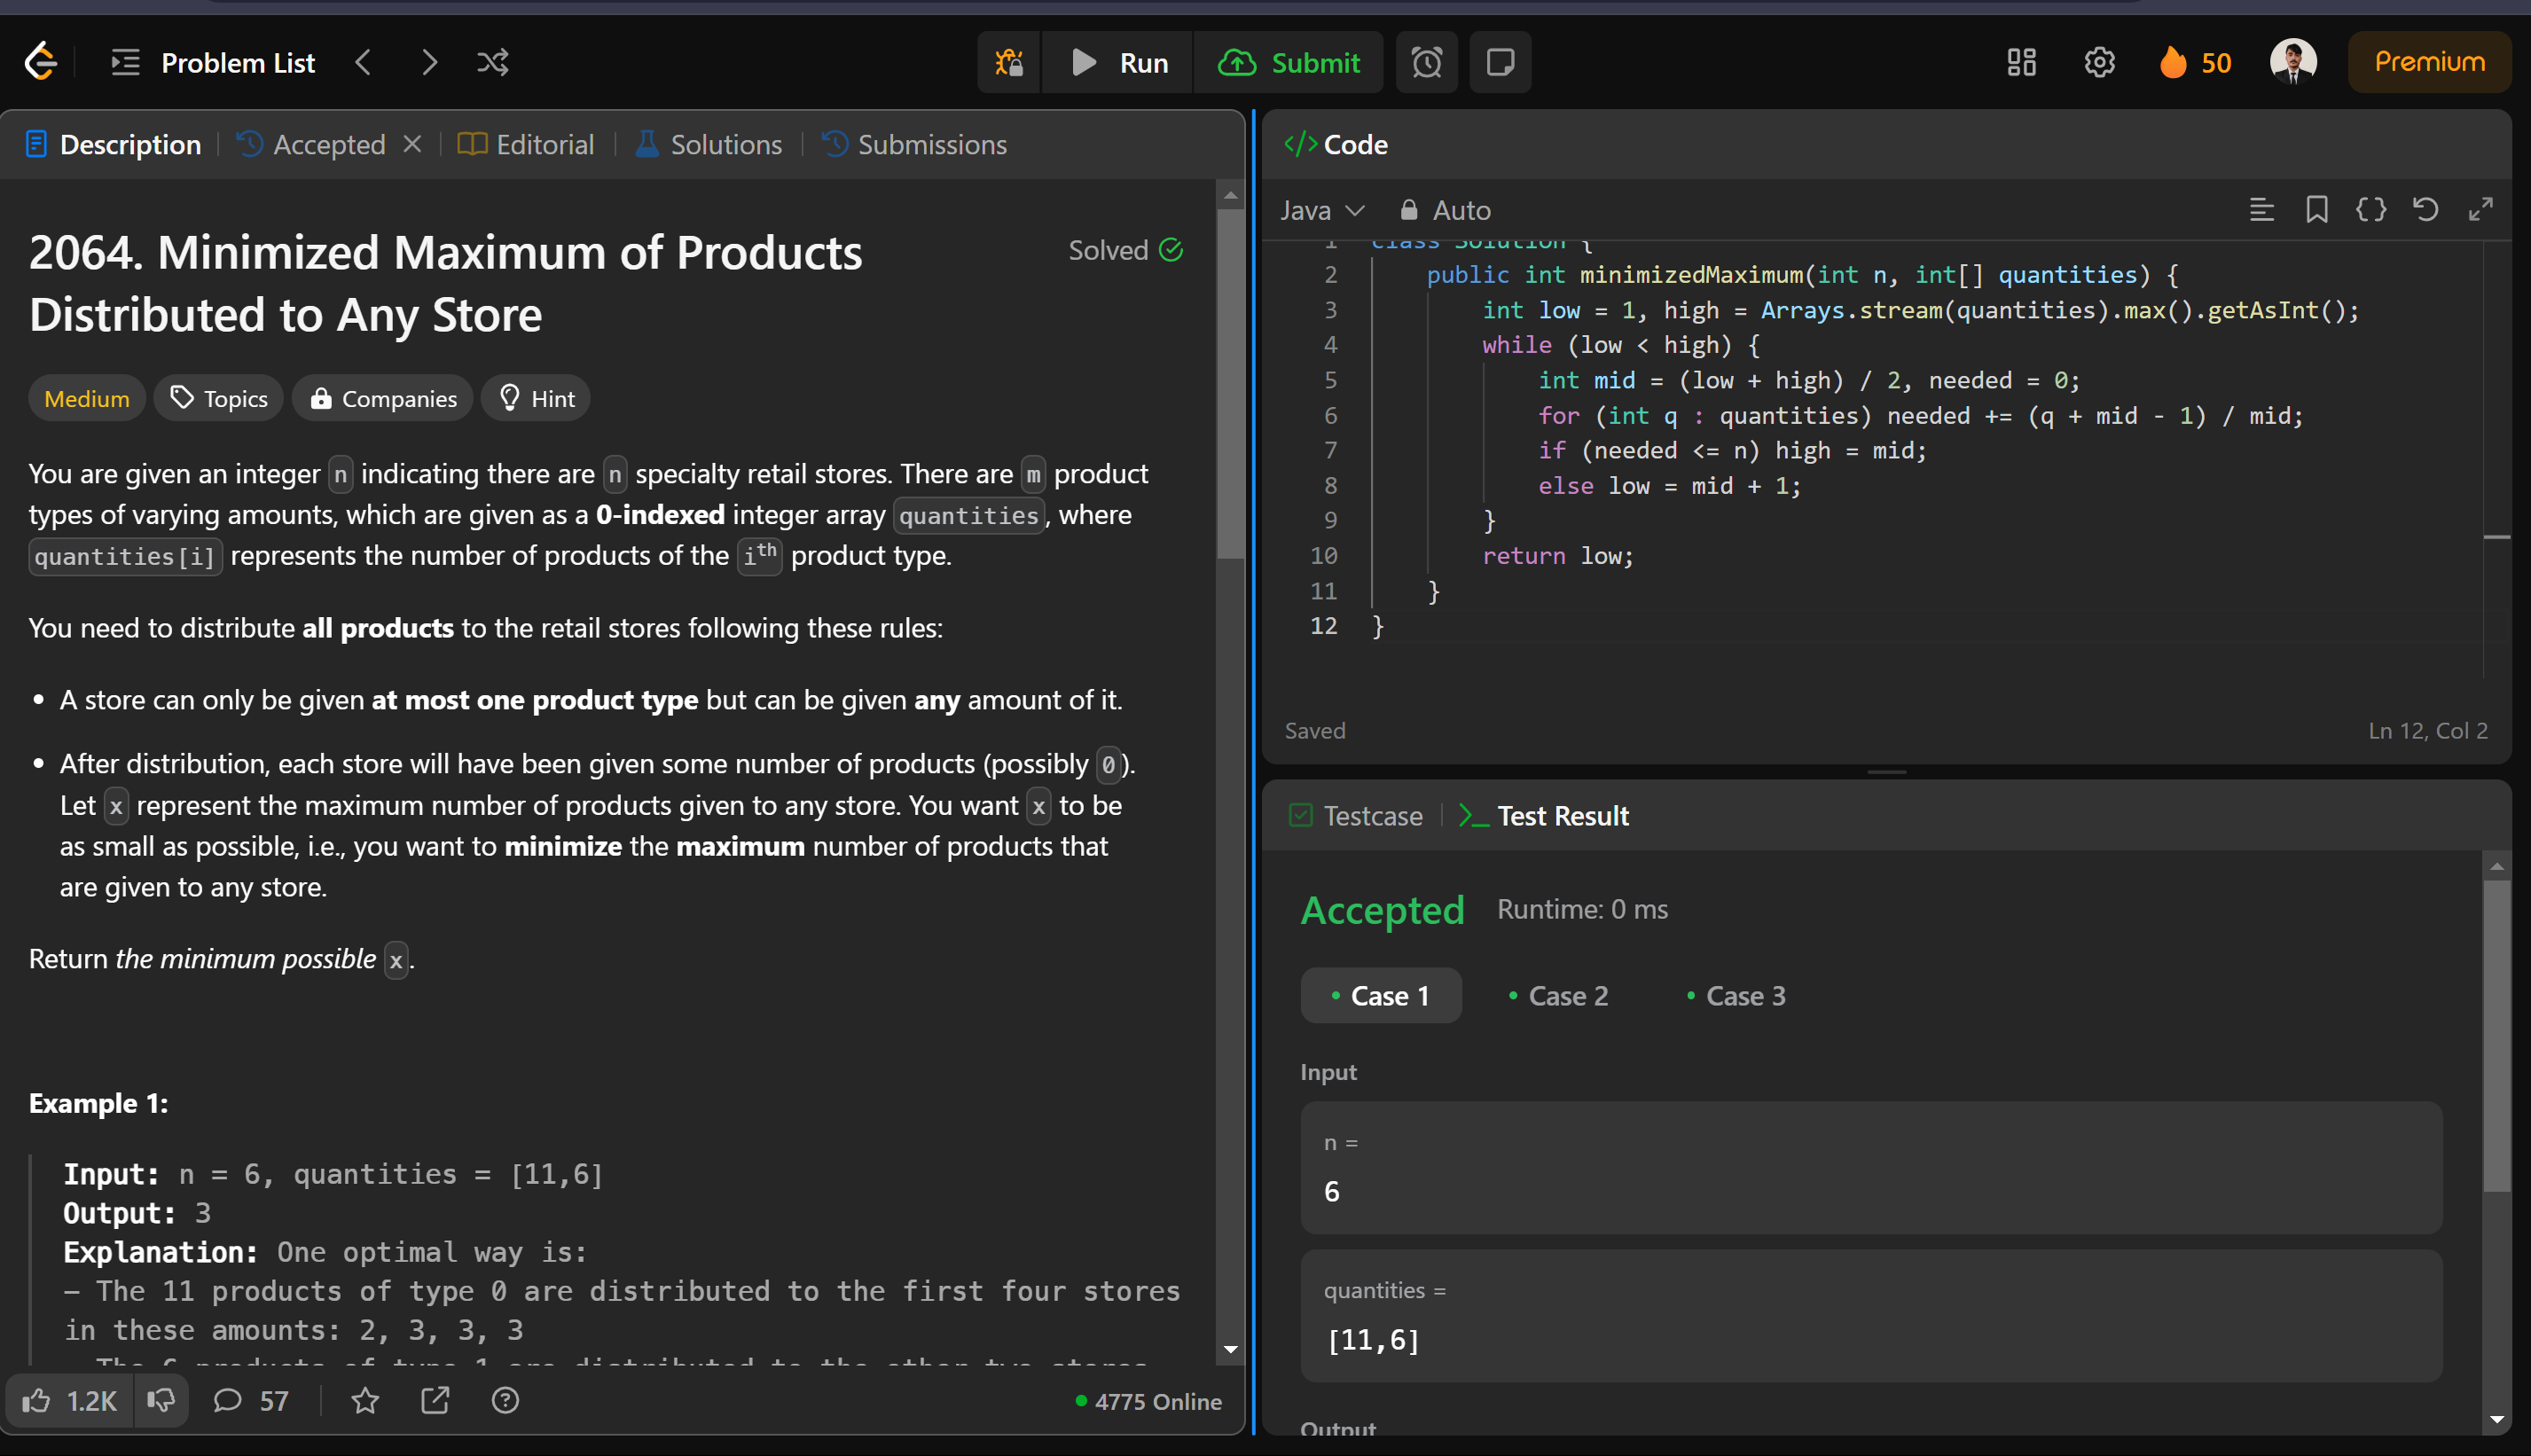 Problem List
Run
Submit
50
Premium
Description
Accepted
Editorial
Solutions
Submissions
2064. Minimized Maximum of Products
Distributed to Any Store
Solved
Medium
Topics
Companies
Hint
You are given an integer n indicating there are n specialty retail stores. There are m product
types of varying amounts, which are given as a 0-indexed integer array quantities, where
quantities[i] represents the number of products of the ith product type.
You need to distribute all products to the retail stores following these rules:
• A store can only be given at most one product type but can be given any amount of it.
• After distribution, each store will have been given some number of products (possibly 0).
Let x represent the maximum number of products given to any store. You want x to be
as small as possible, i.e., you want to minimize the maximum number of products that
are given to any store.
Return the minimum possible x.
Example 1:
Input: n = 6, quantities = [11,6]
Output: 3
Explanation: One optimal way is:
- The 11 products of type 0 are distributed to the first four stores
in these amounts: 2, 3, 3, 3
- The 6 products of type 1 are distributed to the other two stores
1.2K
57
4775 Online
</> Code
Java
Auto
1 class Solution {
2 public int minimizedMaximum(int n, int[] quantities) {
3 int low = 1, high = Arrays.stream(quantities).max().getAsInt();
4 while (low < high) {
5 int mid = (low + high) / 2, needed = 0;
6 for (int q : quantities) needed += (q + mid - 1) / mid;
7 if (needed <= n) high = mid;
8 else low = mid + 1;
9 }
10 return low;
11 }
12 }
Saved
Ln 12, Col 2
Testcase
Test Result
Accepted
Runtime: 0 ms
• Case 1
• Case 2
• Case 3
Input
n =
6
quantities =
[11,6]
Output